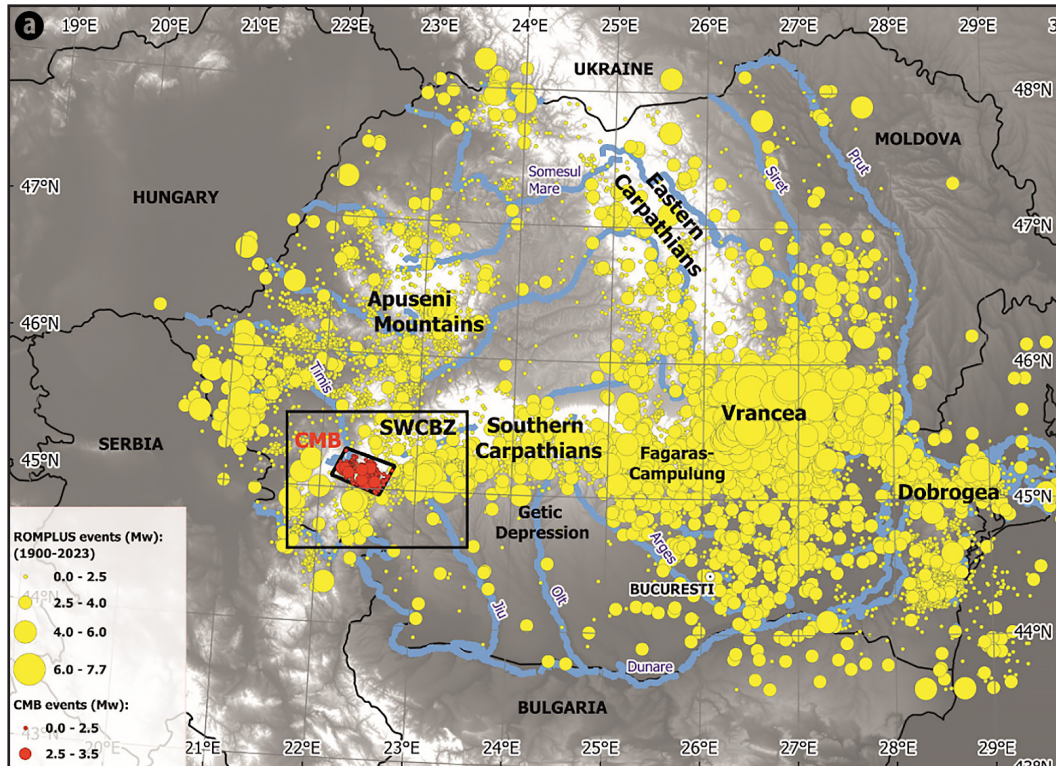 a
19°E 20°E 21°E 22°E 23°E 24°E 25°E 26°E 27°E 28°E 29°E
UKRAINE
48°N
MOLDOVA
Prut
Siret
Somesul
Mare
Eastern
Carpathians
47°N
47°N
HUNGARY
Apuseni
Mountains
46°N
46°N
Timis
Vrancea
SERBIA
CMB
SWCBZ
Southern
Carpathians
Fagaras-
Campulung
45°N
45°N
Dobrogea
Getic
Depression
Arges
BUCURESTI
Jiu
Olt
44°N
44°N
Dunare
BULGARIA
ROMPLUS events (Mw):
(1900-2023)
0.0 - 2.5
2.5 - 4.0
4.0 - 6.0
6.0 - 7.7
CMB events (Mw):
0.0 - 2.5
2.5 - 3.5
43°N
20°E 21°E 22°E 23°E 24°E 25°E 26°E 27°E 28°E 29°E